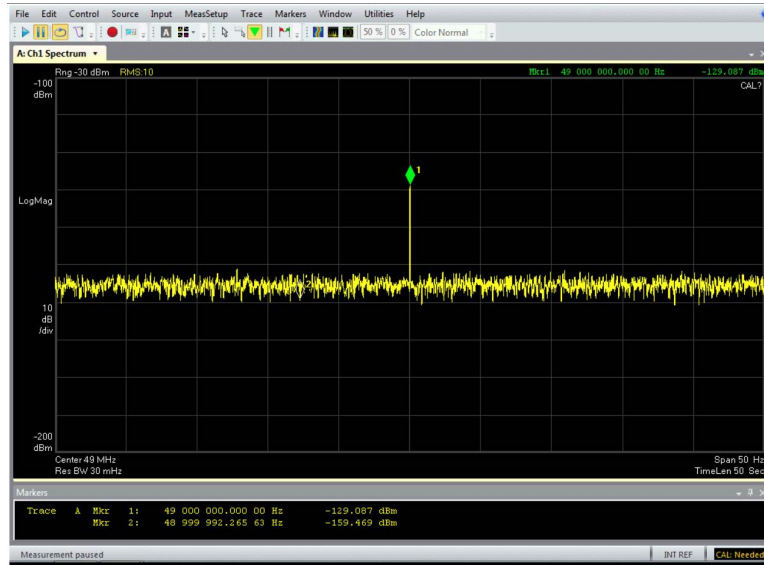 File Edit Control Source Input MeasSetup Trace Markers Window Utilities Help
A 50 % 0 % Color Normal
A: Ch1 Spectrum
Rng -30 dBm RMS:10 Mkr1 49 000 000.000 00 Hz -129.087 dBm
-100
dBm
CAL?
1
LogMag
2
10
dB
/div
-200
dBm
Center 49 MHz Span 50 Hz
Res BW 30 mHz TimeLen 50 Sec
Markers
Trace A Mkr 1: 49 000 000.000 00 Hz -129.087 dBm
Mkr 2: 48 999 992.265 63 Hz -159.469 dBm
Measurement paused INT REF CAL: Needed